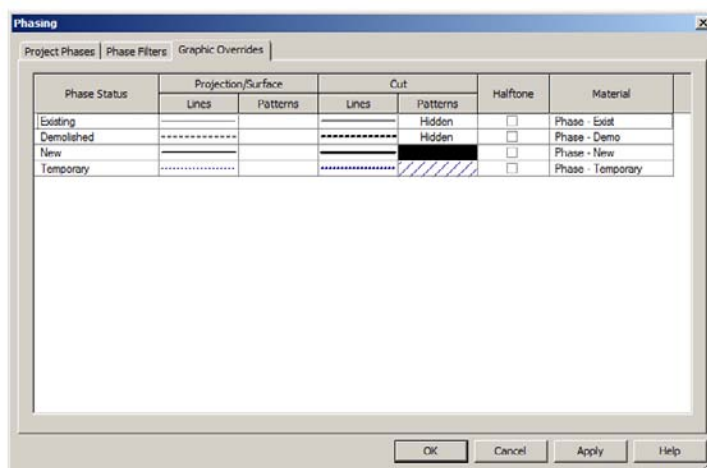 Phasing
Project Phases Phase Filters Graphic Overrides
Phase Status Projection/Surface Cut Halftone Material
Lines Patterns Lines Patterns
Existing Hidden Phase - Exist
Demolished Hidden Phase - Demo
New Phase - New
Temporary Phase - Temporary
OK Cancel Apply Help